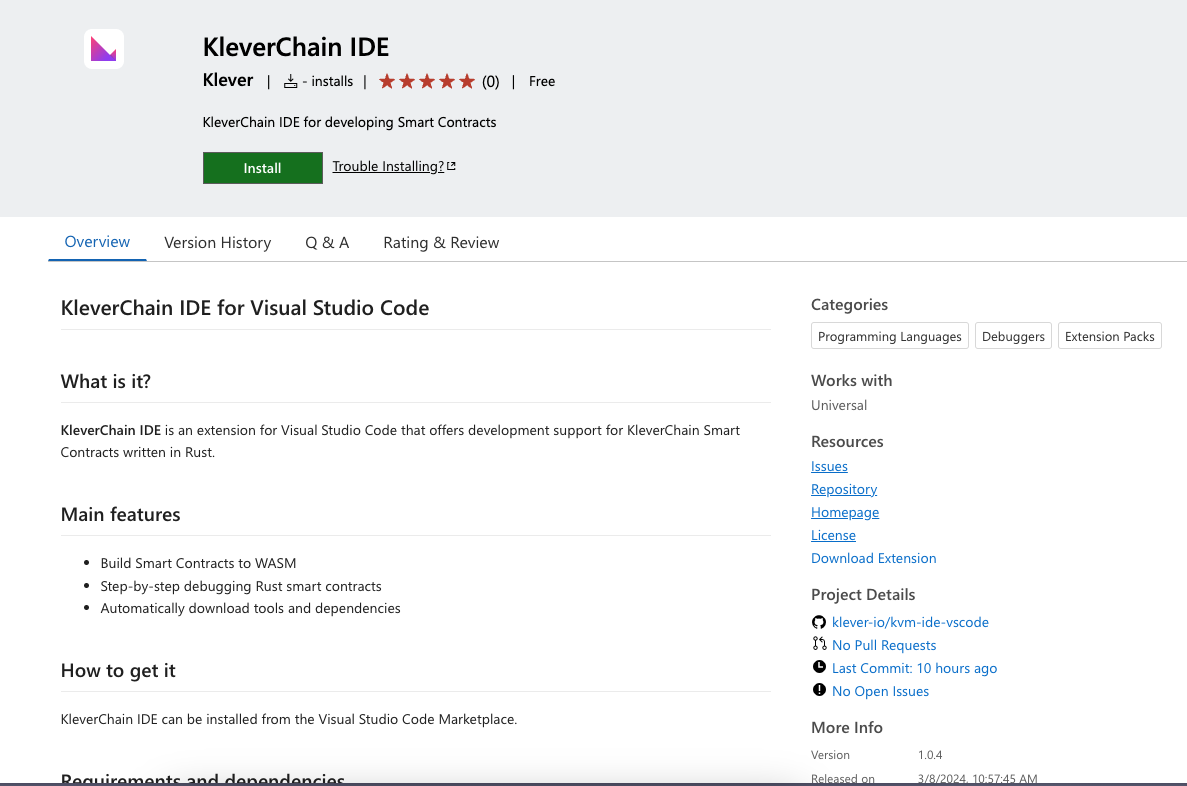 KleverChain IDE
Klever | - installs | (0) | Free
KleverChain IDE for developing Smart Contracts
Install Trouble Installing?
Overview Version History Q & A Rating & Review
KleverChain IDE for Visual Studio Code
What is it?
KleverChain IDE is an extension for Visual Studio Code that offers development support for KleverChain Smart
Contracts written in Rust.
Main features
• Build Smart Contracts to WASM
• Step-by-step debugging Rust smart contracts
• Automatically download tools and dependencies
How to get it
KleverChain IDE can be installed from the Visual Studio Code Marketplace.
Requirements and dependencies
Categories
Programming Languages Debuggers Extension Packs
Works with
Universal
Resources
Issues
Repository
Homepage
License
Download Extension
Project Details
klever-io/kvm-ide-vscode
No Pull Requests
Last Commit: 10 hours ago
No Open Issues
More Info
Version 1.0.4
Released on 3/8/2024, 10:57:45 AM